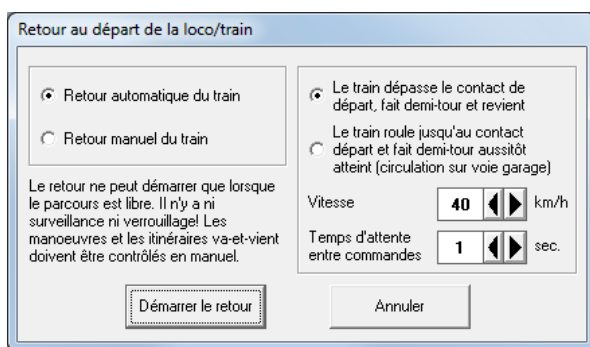 Retour au départ de la loco/train
Retour automatique du train
Retour manuel du train
Le retour ne peut démarrer que lorsque
le parcours est libre. Il n'y a ni
surveillance ni verrouillage! Les
manoeuvres et les itinéraires va-et-vient
doivent être contrôlés en manuel.
Le train dépasse le contact de
départ, fait demi-tour et revient
Le train roule jusqu'au contact
départ et fait demi-tour aussitôt
atteint (circulation sur voie garage)
Vitesse 40 km/h
Temps d'attente
entre commandes 1 sec.
Démarrer le retour Annuler